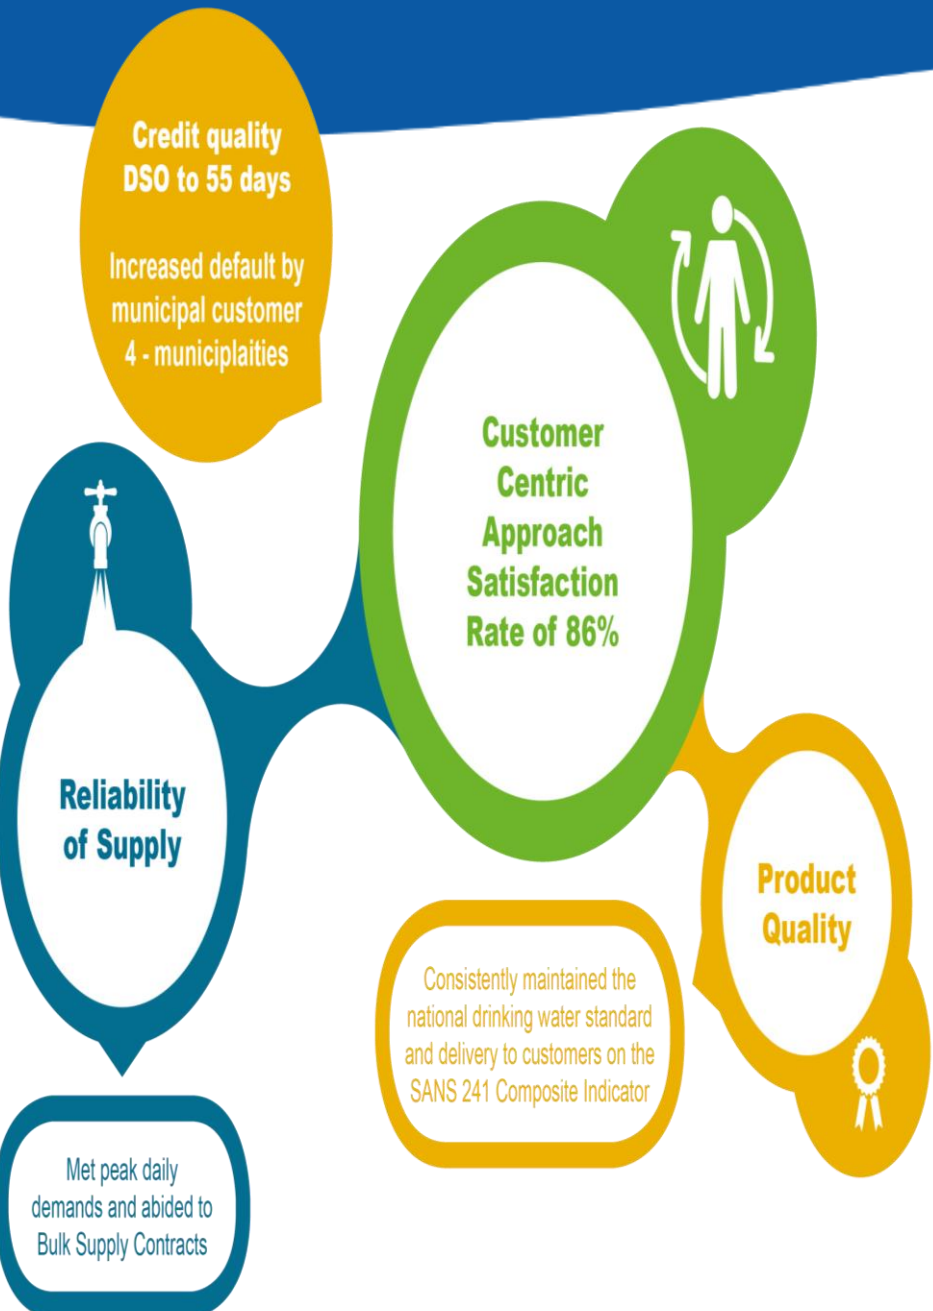 Credit quality
DSO to 55 days
Increased default by
municipal customer
4 - municiplaities
Customer
Centric
Approach
Satisfaction
Rate of 86%
Reliability
of Supply
Product
Quality
Consistently maintained the
national drinking water standard
and delivery to customers on the
SANS 241 Composite Indicator
Met peak daily
demands and abided to
Bulk Supply Contracts